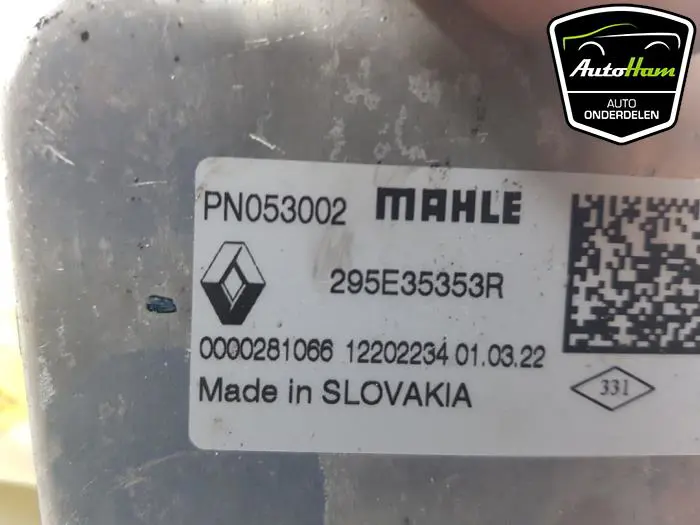 AutoHam
AUTO
ONDERDELEN
PN053002 MAHLE
295E35353R
0000281066 12202234 01.03.22
Made in SLOVAKIA
331